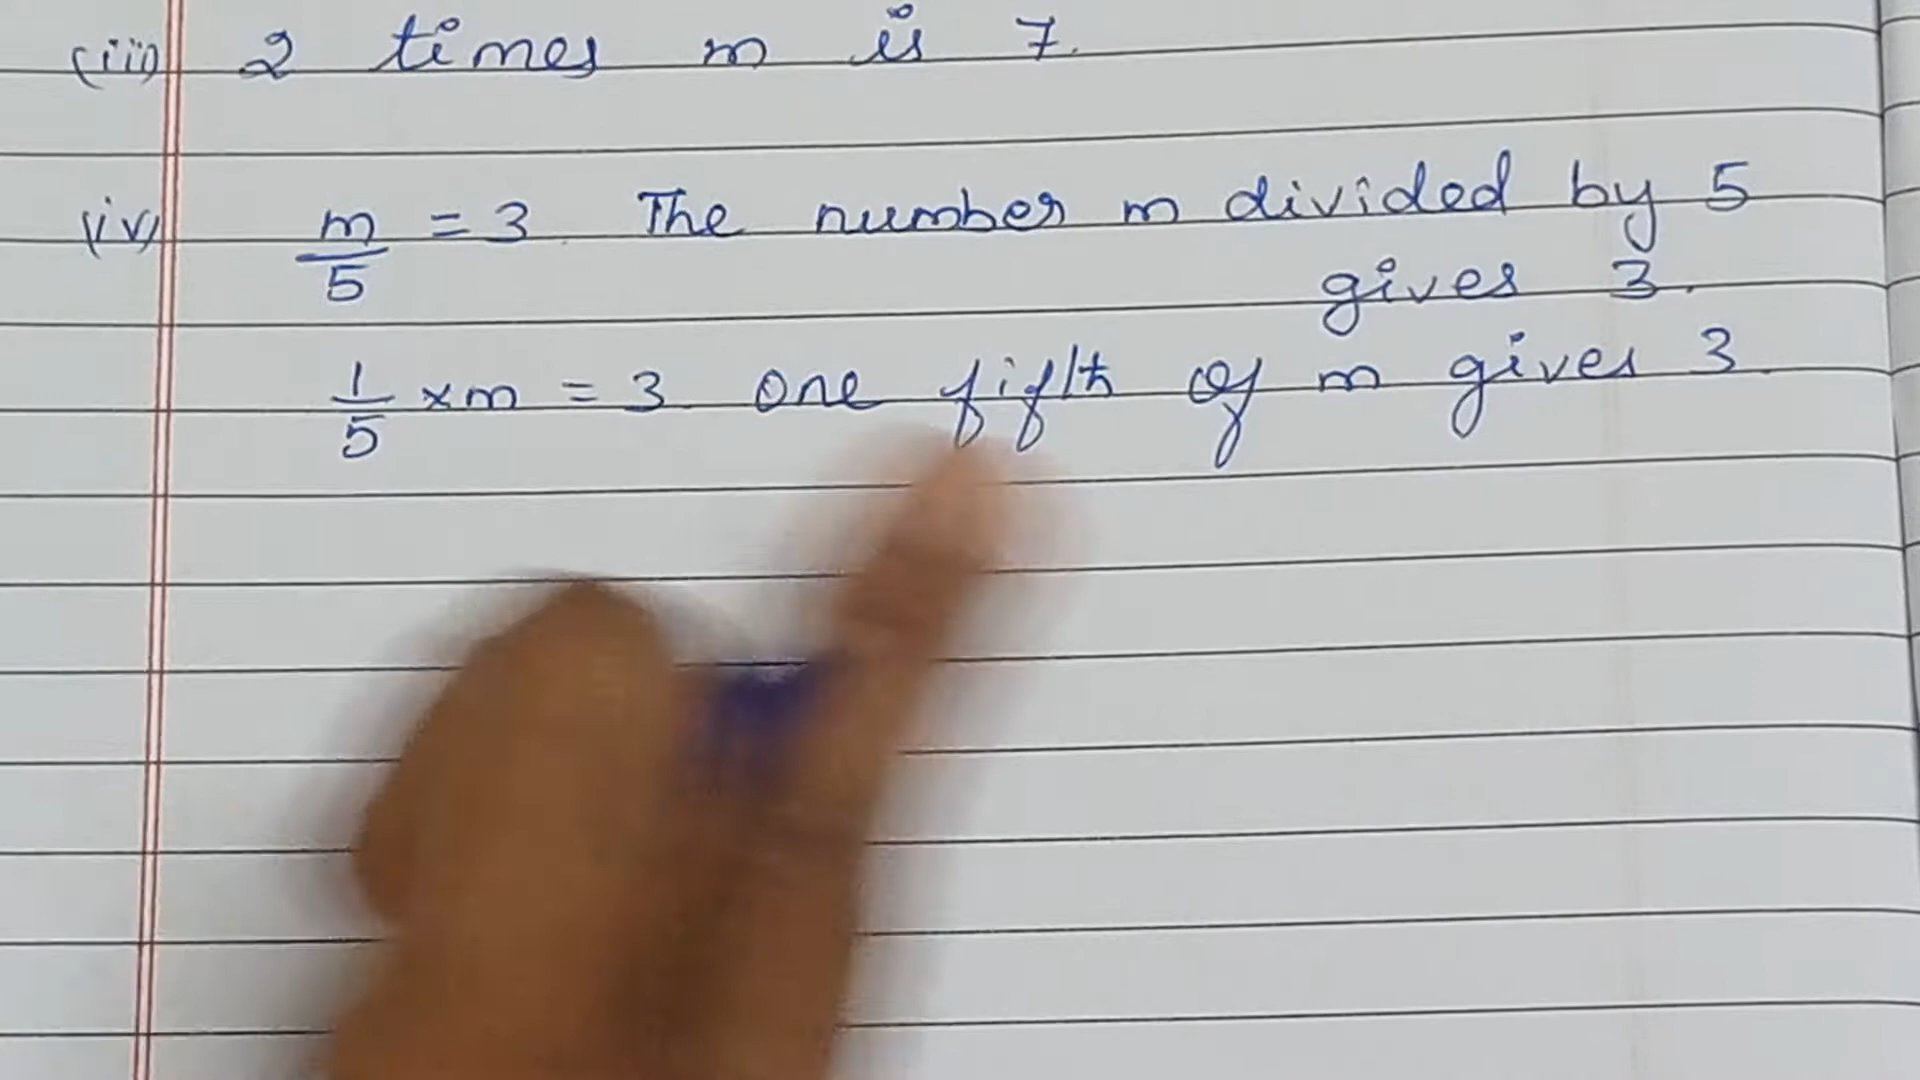 (iii) 2 times m is 7.
(iv) m/5 = 3 The number m divided by 5
gives 3.
1/5 × m = 3 one fifth of m gives 3